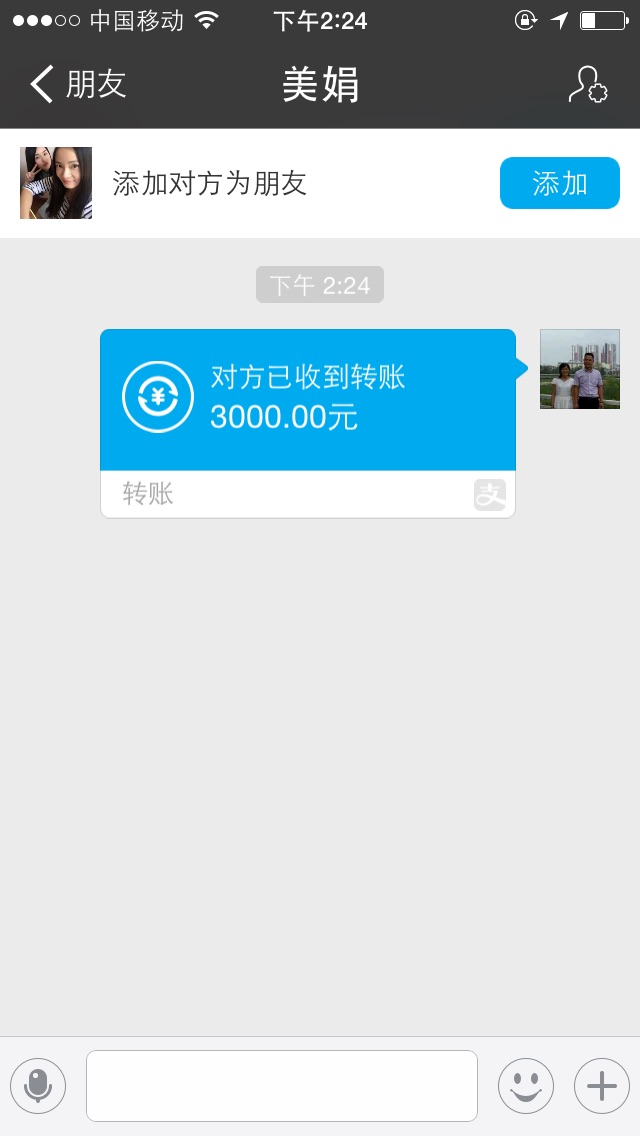 中国移动
下午2:24
朋友
美娟
添加对方为朋友
添加
下午 2:24
对方已收到转账
3000.00元
转账
支